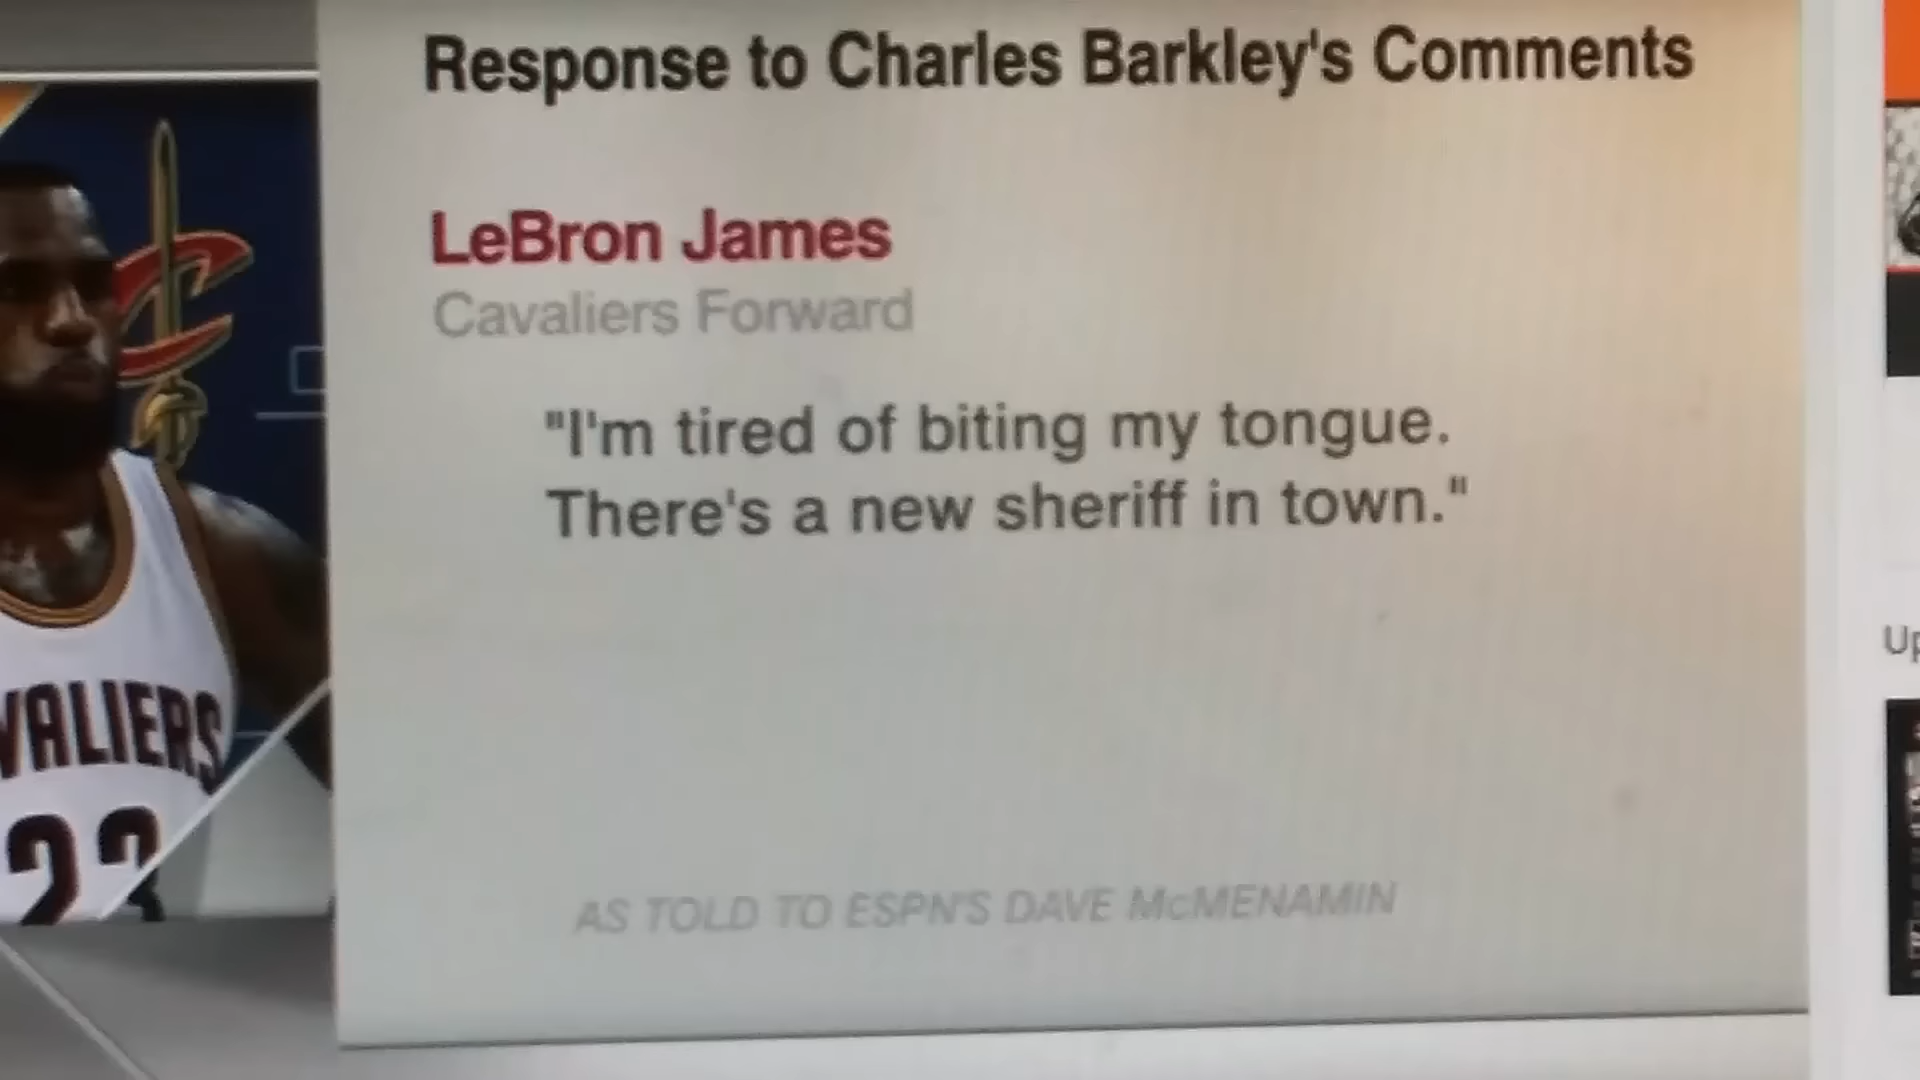 Response to Charles Barkley's Comments
LeBron James
Cavaliers Forward
"I'm tired of biting my tongue.
There's a new sheriff in town."
AS TOLD TO ESPN'S DAVE McMENAMIN
VALIERS
23
Up